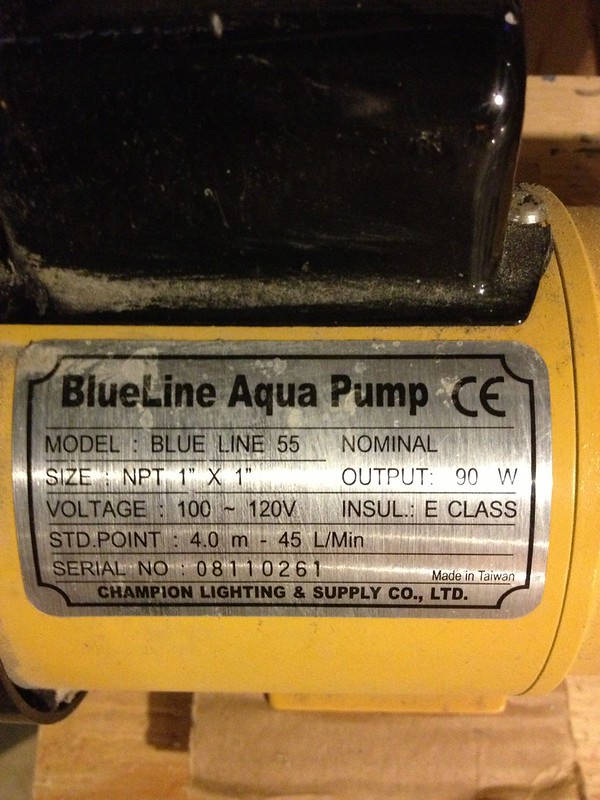 BlueLine Aqua Pump CE
MODEL : BLUE LINE 55 NOMINAL
SIZE : NPT 1" X 1" OUTPUT: 90 W
VOLTAGE : 100 ~ 120V INSUL.: E CLASS
STD.POINT : 4.0 m - 45 L/Min
SERIAL NO : 08110261 Made in Taiwan
CHAMPION LIGHTING & SUPPLY CO., LTD.